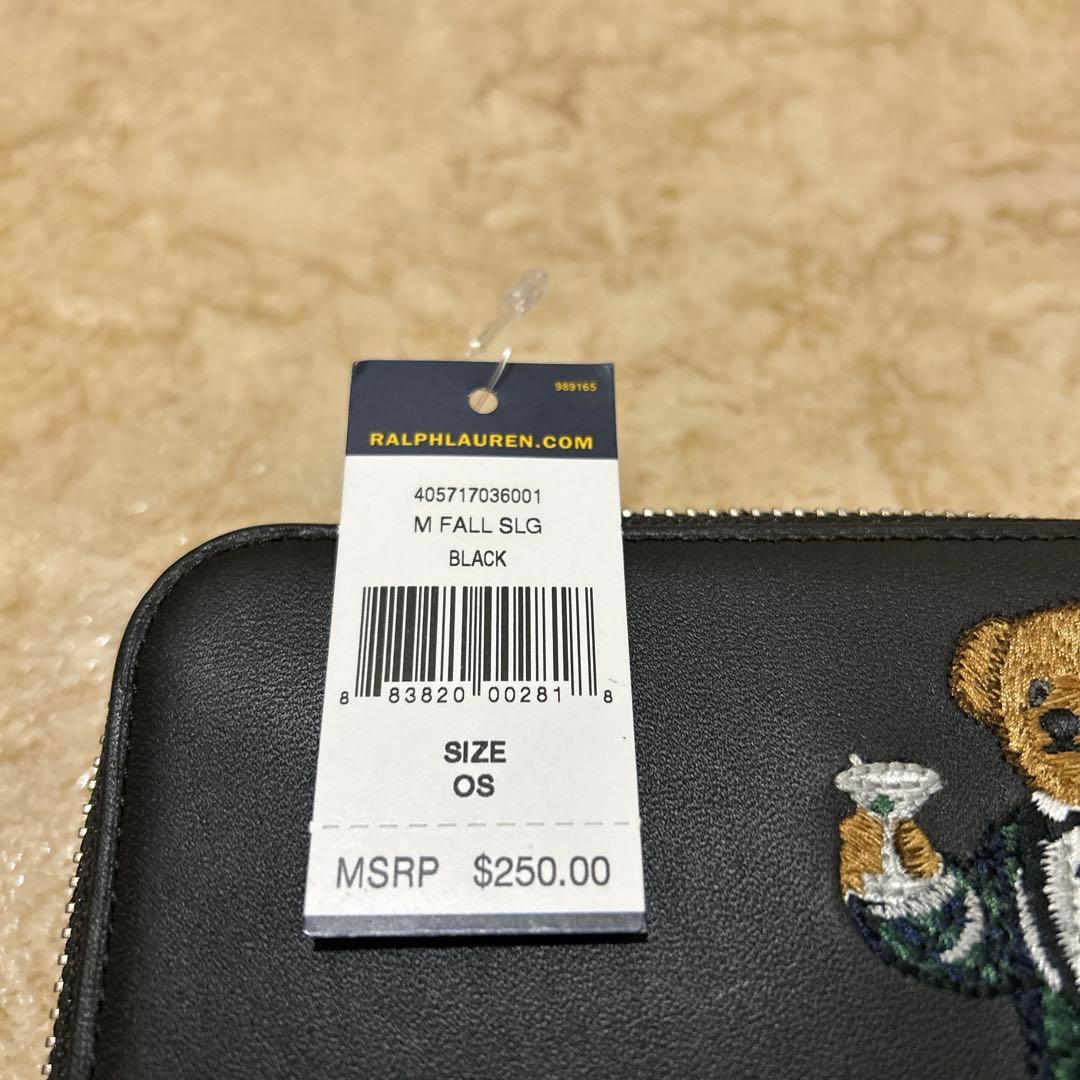 989165
RALPHLAUREN.COM
405717036001
M FALL SLG
BLACK
8 83820 00281 8
SIZE
OS
MSRP $250.00